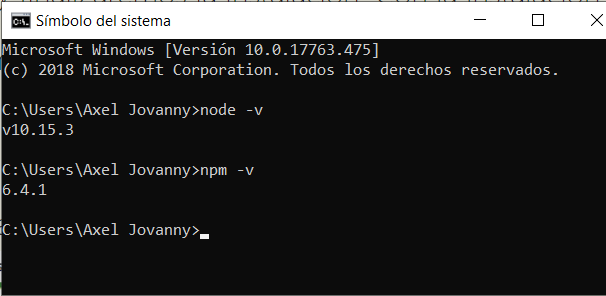 Símbolo del sistema
Microsoft Windows [Versión 10.0.17763.475]
(c) 2018 Microsoft Corporation. Todos los derechos reservados.
C:\Users\Axel Jovanny>node -v
v10.15.3
C:\Users\Axel Jovanny>npm -v
6.4.1
C:\Users\Axel Jovanny>